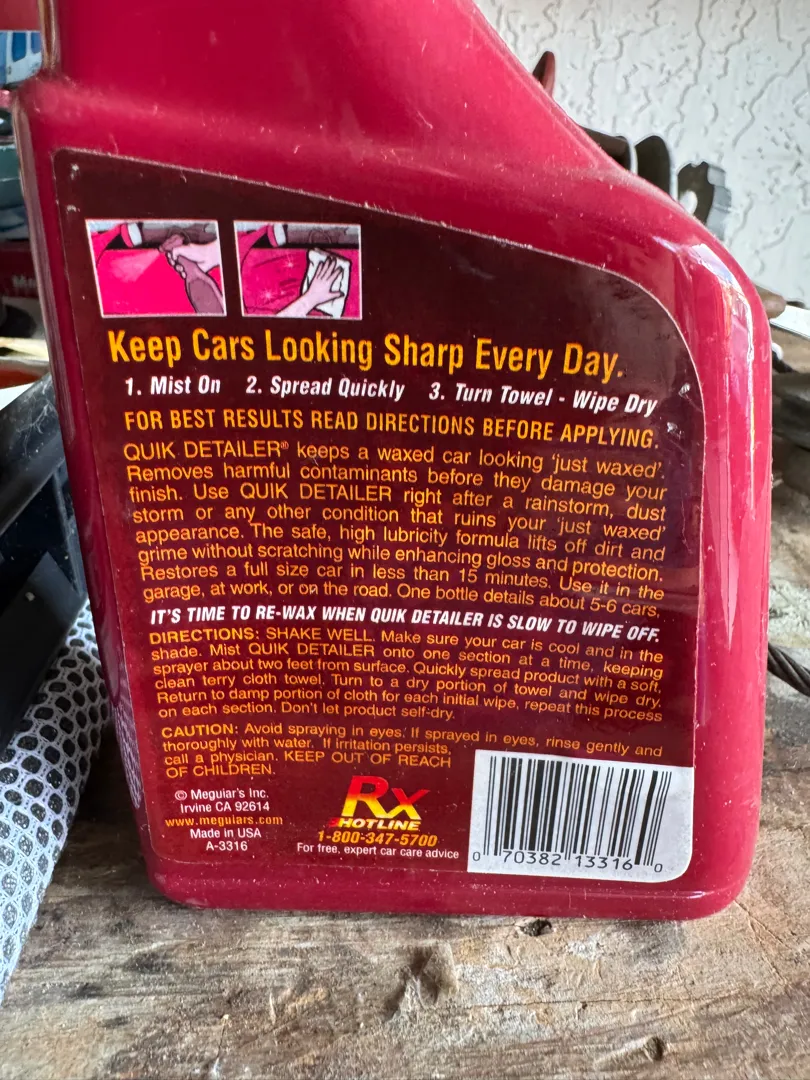 Keep Cars Looking Sharp Every Day.
1. Mist On 2. Spread Quickly 3. Turn Towel - Wipe Dry
FOR BEST RESULTS READ DIRECTIONS BEFORE APPLYING.
QUIK DETAILER® keeps a waxed car looking 'just waxed'.
Removes harmful contaminants before they damage your
finish. Use QUIK DETAILER right after a rainstorm, dust
storm or any other condition that ruins your 'just waxed'
appearance. The safe, high lubricity formula lifts off dirt and
grime without scratching while enhancing gloss and protection.
Restores a full size car in less than 15 minutes. Use it in the
garage, at work, or on the road. One bottle details about 5-6 cars.
IT'S TIME TO RE-WAX WHEN QUIK DETAILER IS SLOW TO WIPE OFF.
DIRECTIONS: SHAKE WELL. Make sure your car is cool and in the
shade. Mist QUIK DETAILER onto one section at a time, keeping
sprayer about two feet from surface. Quickly spread product with a soft,
clean terry cloth towel. Turn to a dry portion of towel and wipe dry.
Return to damp portion of cloth for each initial wipe, repeat this process
on each section. Don't let product self-dry.
CAUTION: Avoid spraying in eyes. If sprayed in eyes, rinse gently and
thoroughly with water. If irritation persists,
call a physician. KEEP OUT OF REACH
OF CHILDREN.
© Meguiar's Inc.
Irvine CA 92614
www.meguiars.com
Made in USA
A-3316
Rx
HOTLINE
1-800-347-5700
For free, expert car care advice
0 70382 13316 0